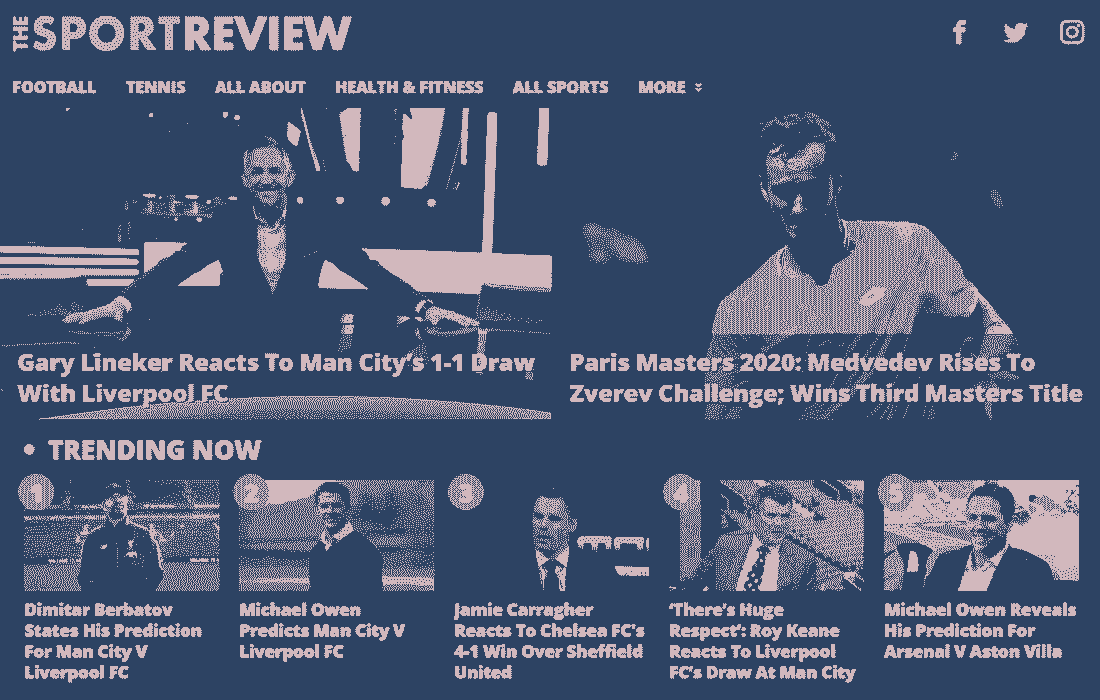 THE SPORTREVIEW
FOOTBALL TENNIS ALL ABOUT HEALTH & FITNESS ALL SPORTS MORE
Gary Lineker Reacts To Man City's 1-1 Draw
With Liverpool FC
Paris Masters 2020: Medvedev Rises To
Zverev Challenge; Wins Third Masters Title
• TRENDING NOW
1
Dimitar Berbatov
States His Prediction
For Man City V
Liverpool FC
2
Michael Owen
Predicts Man City V
Liverpool FC
3
Jamie Carragher
Reacts To Chelsea FC's
4-1 Win Over Sheffield
United
4
‘There's Huge
Respect’: Roy Keane
Reacts To Liverpool
FC's Draw At Man City
5
Michael Owen Reveals
His Prediction For
Arsenal V Aston Villa